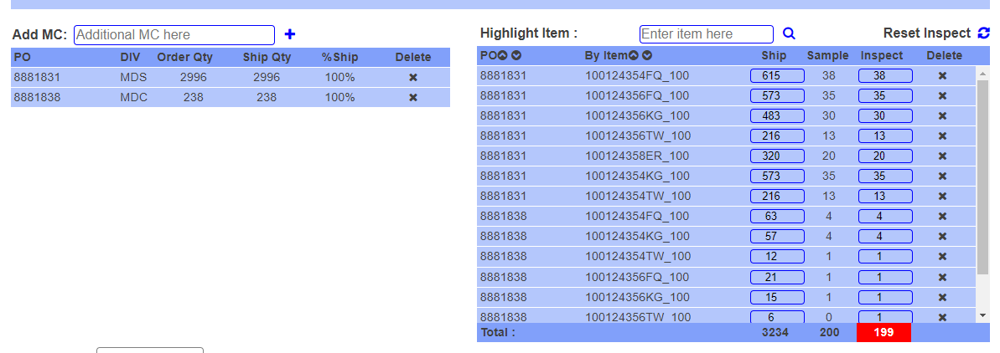 Add MC: Additional MC here
PO DIV Order Qty Ship Qty %Ship Delete
8881831 MDS 2996 2996 100%
8881838 MDC 238 238 100%
Highlight Item : Enter item here Reset Inspect
PO By Item Ship Sample Inspect Delete
8881831 100124354FQ_100 615 38 38
8881831 100124356FQ_100 573 35 35
8881831 100124356KG_100 483 30 30
8881831 100124356TW_100 216 13 13
8881831 100124358ER_100 320 20 20
8881831 100124354KG_100 573 35 35
8881831 100124354TW_100 216 13 13
8881838 100124354FQ_100 63 4 4
8881838 100124354KG_100 57 4 4
8881838 100124354TW_100 12 1 1
8881838 100124356FQ_100 21 1 1
8881838 100124356KG_100 15 1 1
8881838 100124356TW_100 6 0 1
Total : 3234 200 199